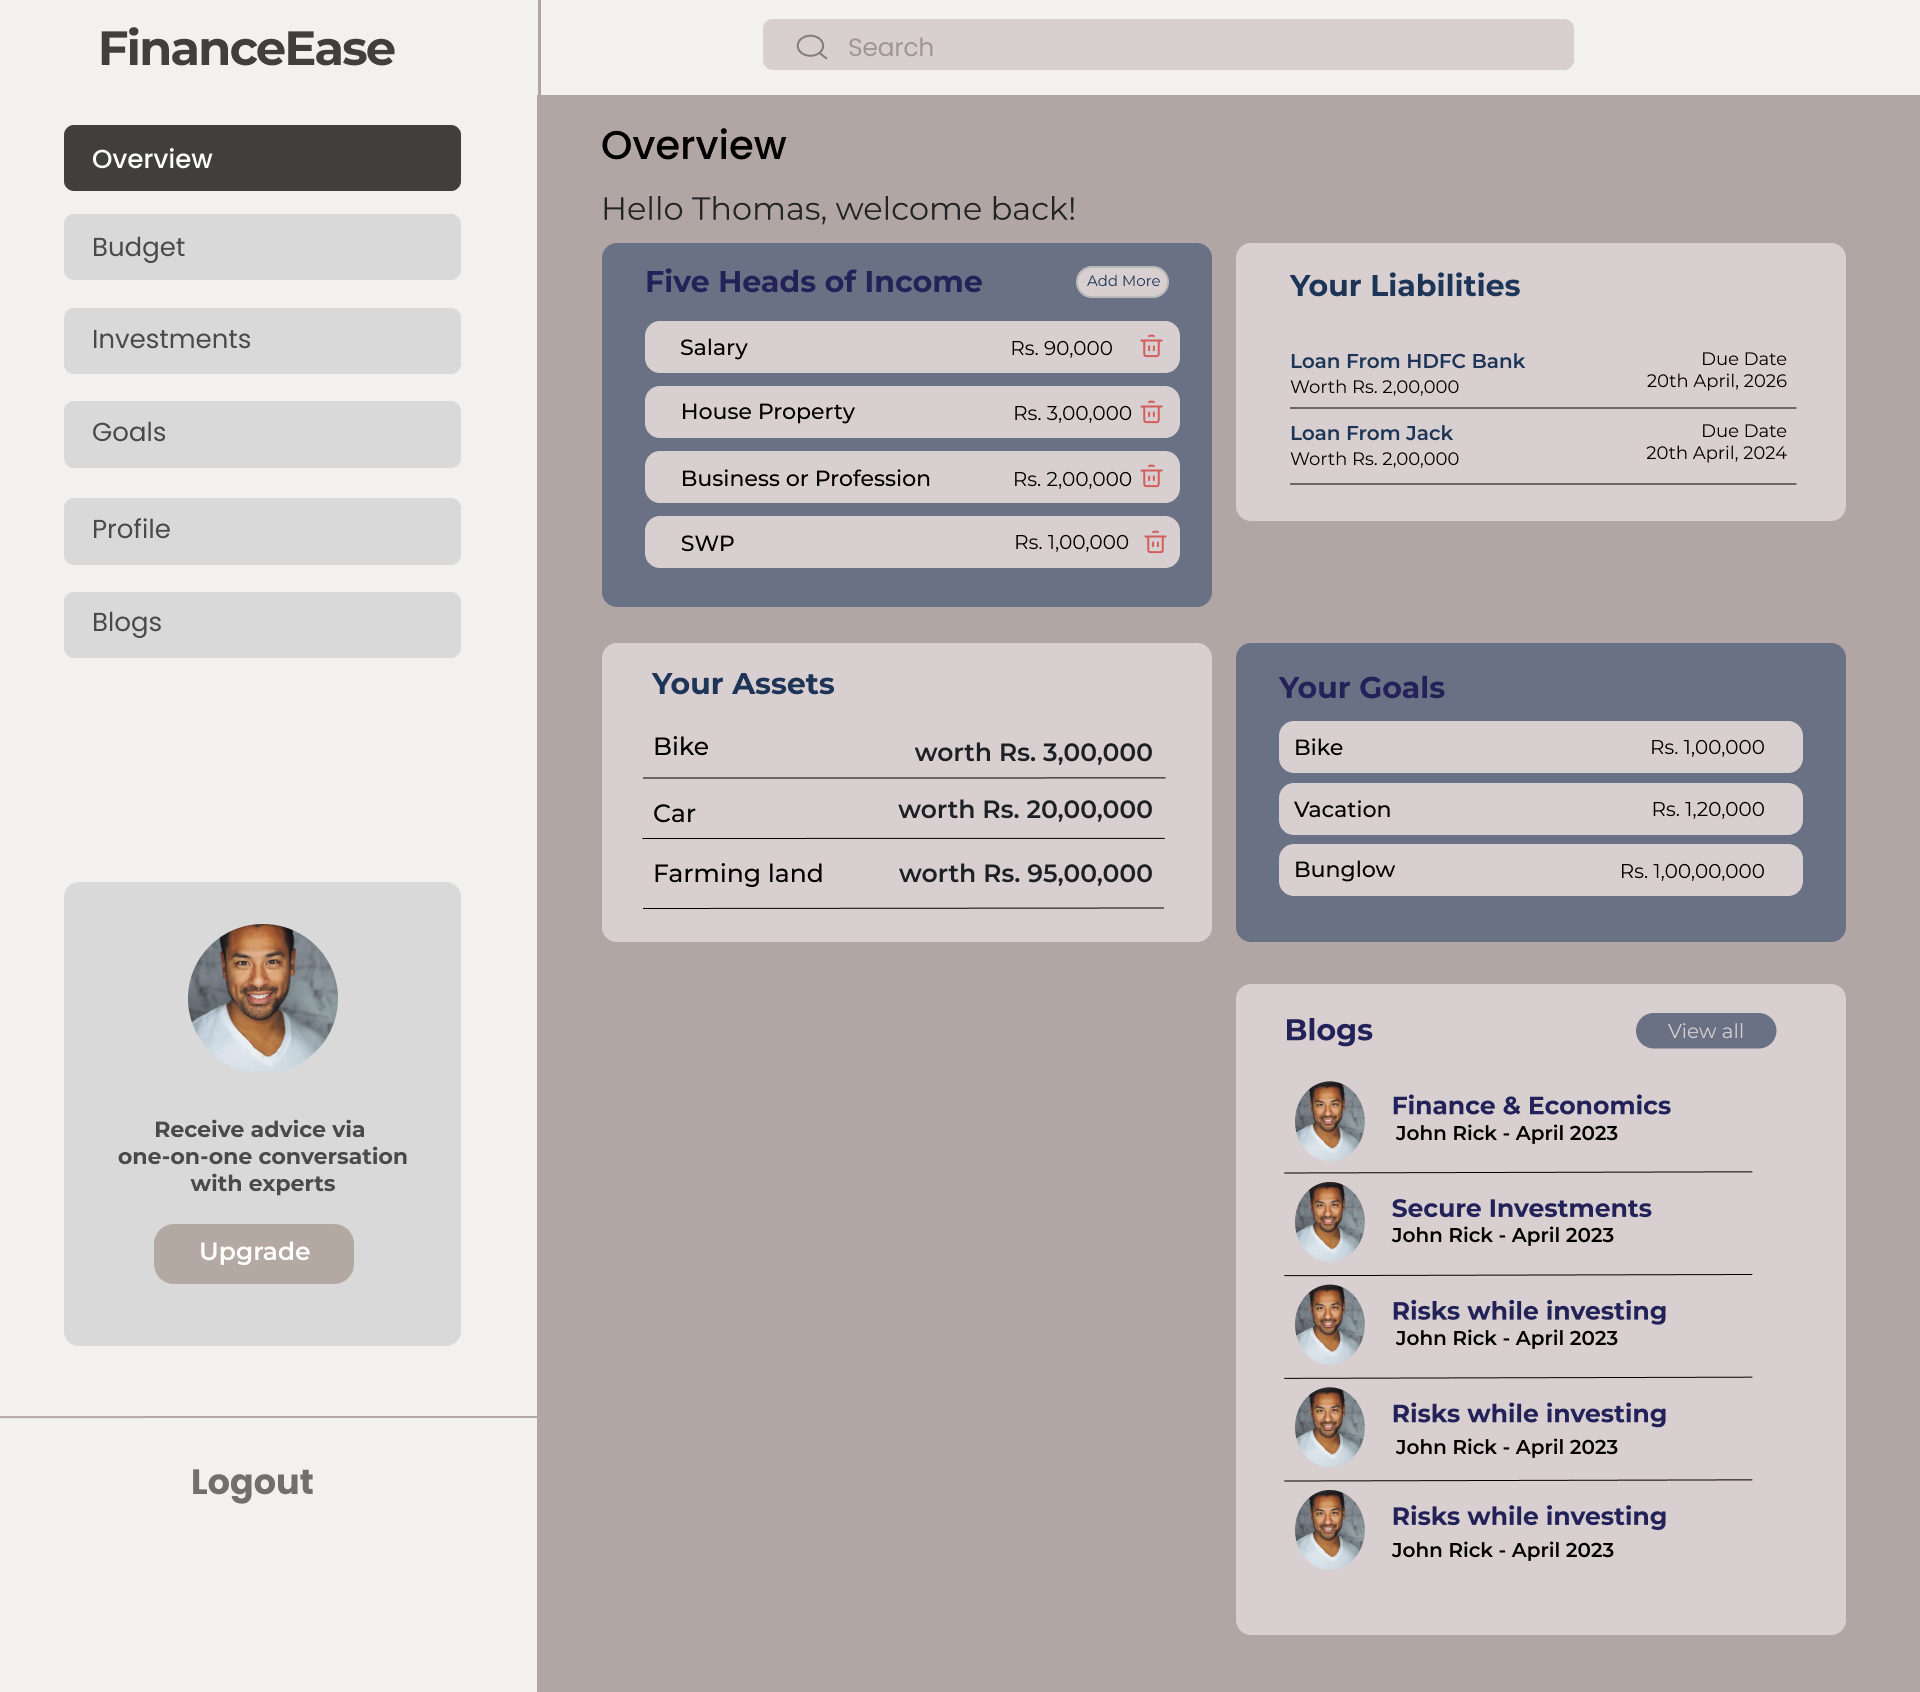 FinanceEase
Search
Overview
Budget
Investments
Goals
Profile
Blogs
Receive advice via
one-on-one conversation
with experts
Upgrade
Logout
Overview
Hello Thomas, welcome back!
Five Heads of Income
Add More
Salary Rs. 90,000
House Property Rs. 3,00,000
Business or Profession Rs. 2,00,000
SWP Rs. 1,00,000
Your Liabilities
Loan From HDFC Bank Due Date
Worth Rs. 2,00,000 20th April, 2026
Loan From Jack Due Date
Worth Rs. 2,00,000 20th April, 2024
Your Assets
Bike worth Rs. 3,00,000
Car worth Rs. 20,00,000
Farming land worth Rs. 95,00,000
Your Goals
Bike Rs. 1,00,000
Vacation Rs. 1,20,000
Bunglow Rs. 1,00,00,000
Blogs
View all
Finance & Economics
John Rick - April 2023
Secure Investments
John Rick - April 2023
Risks while investing
John Rick - April 2023
Risks while investing
John Rick - April 2023
Risks while investing
John Rick - April 2023